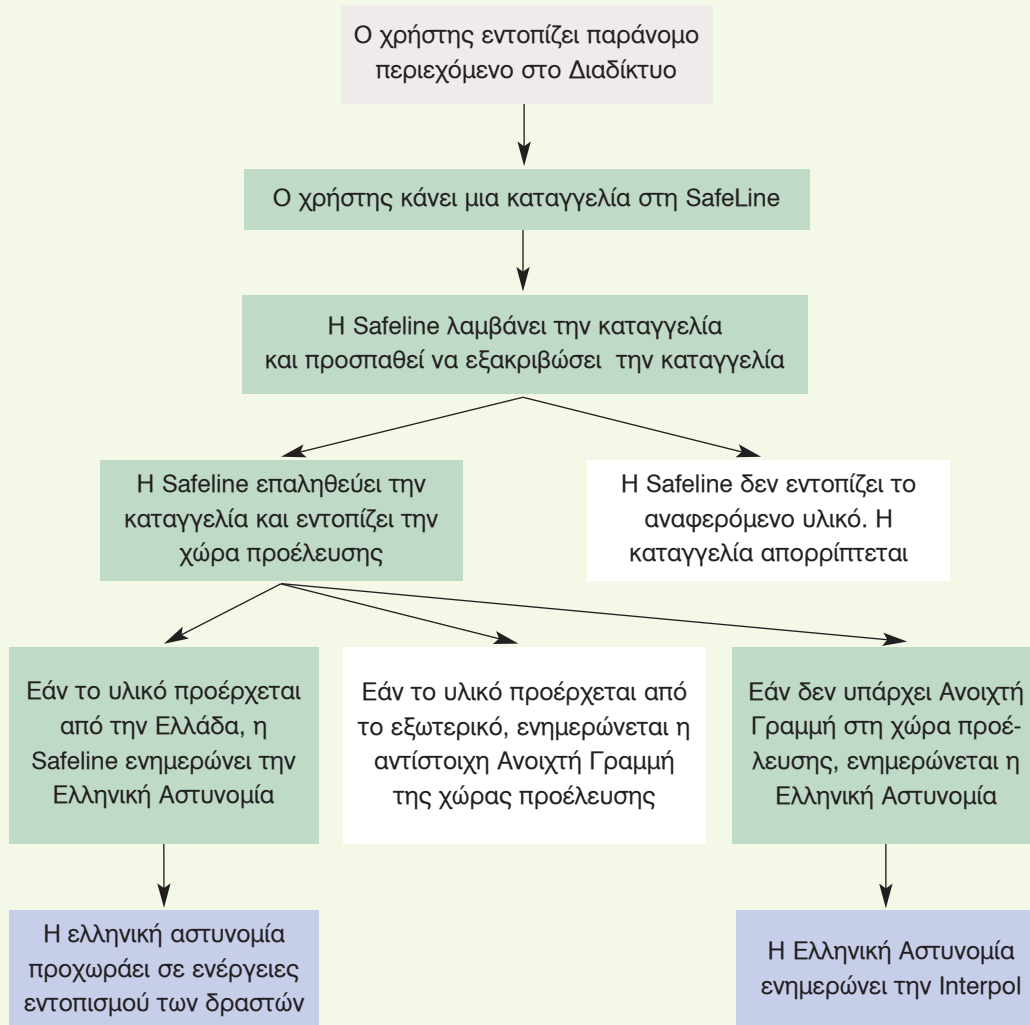 Ο χρήστης εντοπίζει παράνομο
περιεχόμενο στο Διαδίκτυο
Ο χρήστης κάνει μια καταγγελία στη SafeLine
Η Safeline λαμβάνει την καταγγελία
και προσπαθεί να εξακριβώσει την καταγγελία
Η Safeline επαληθεύει την
καταγγελία και εντοπίζει την
χώρα προέλευσης
Η Safeline δεν εντοπίζει το
αναφερόμενο υλικό. Η
καταγγελία απορρίπτεται
Εάν το υλικό προέρχεται
από την Ελλάδα, η
Safeline ενημερώνει την
Ελληνική Αστυνομία
Εάν το υλικό προέρχεται από
το εξωτερικό, ενημερώνεται η
αντίστοιχη Ανοιχτή Γραμμή
της χώρας προέλευσης
Εάν δεν υπάρχει Ανοιχτή
Γραμμή στη χώρα προέ-
λευσης, ενημερώνεται η
Ελληνική Αστυνομία
Η ελληνική αστυνομία
προχωράει σε ενέργειες
εντοπισμού των δραστών
Η Ελληνική Αστυνομία
ενημερώνει την Interpol